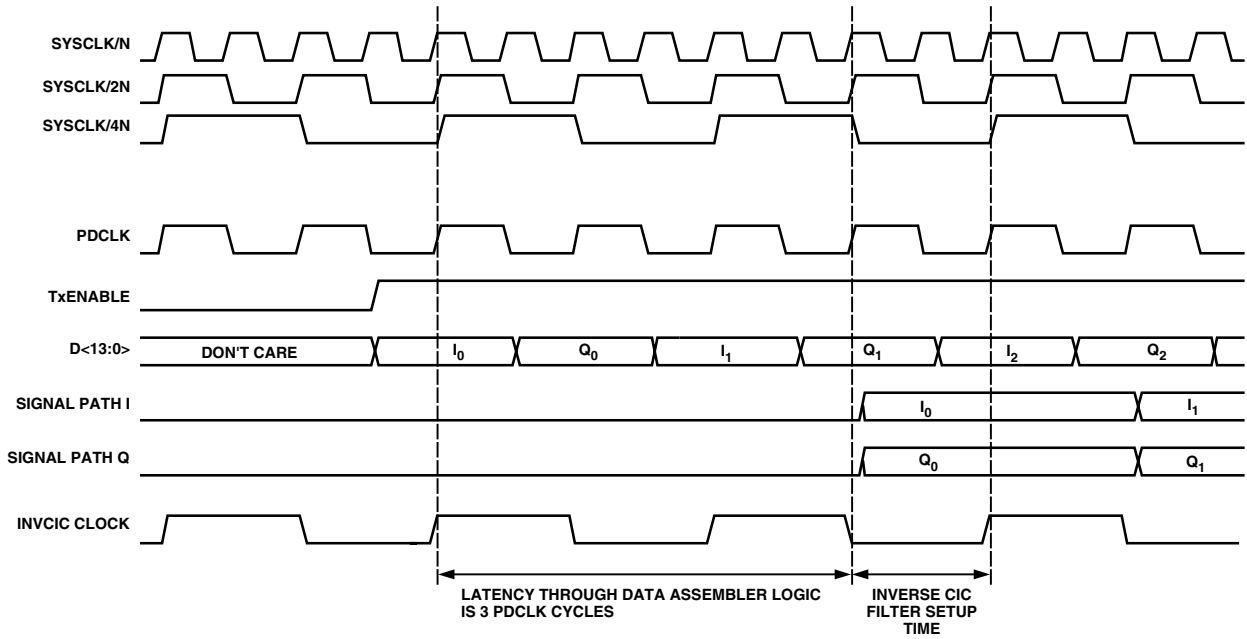 SYSCLK/N
SYSCLK/2N
SYSCLK/4N
PDCLK
TxENABLE
D<13:0> DON'T CARE I0 Q0 I1 Q1 I2 Q2
SIGNAL PATH I I0 I1
SIGNAL PATH Q Q0 Q1
INVCIC CLOCK
LATENCY THROUGH DATA ASSEMBLER LOGIC
IS 3 PDCLK CYCLES
INVERSE CIC
FILTER SETUP
TIME